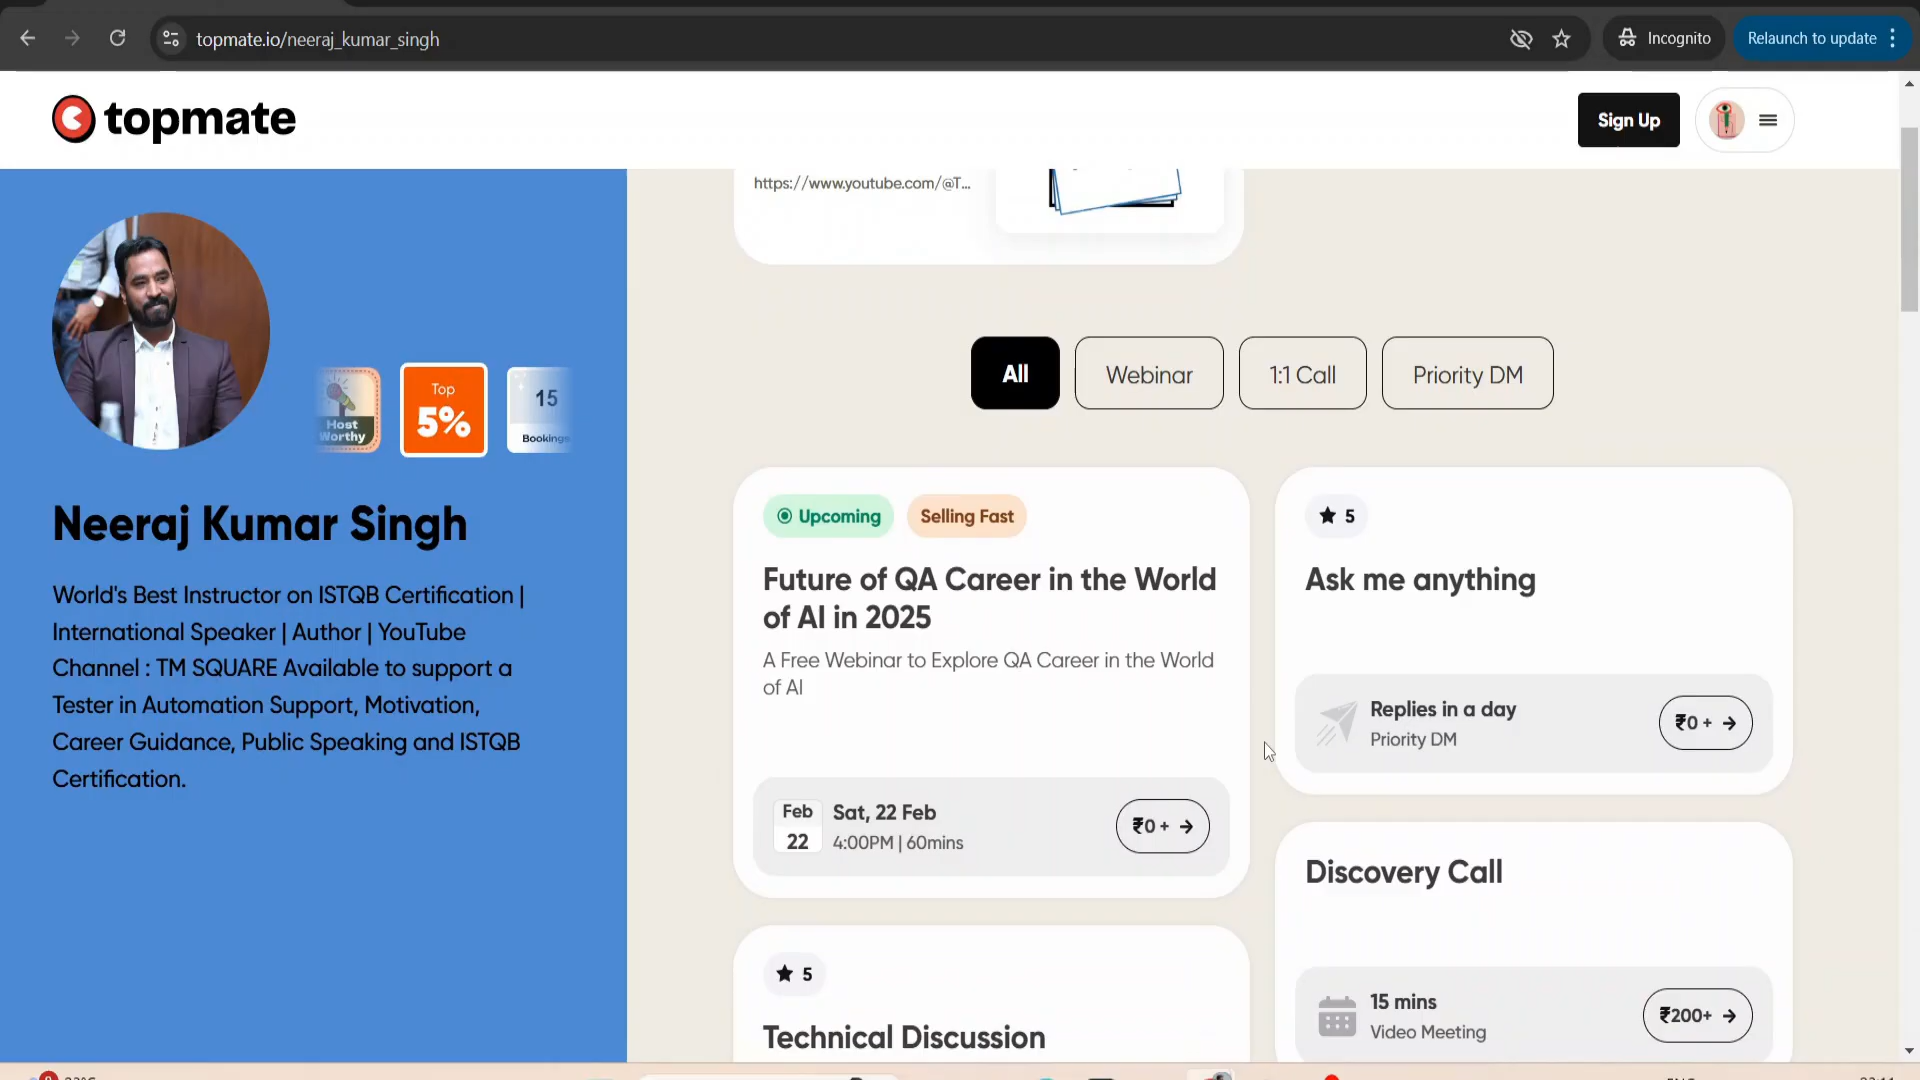 topmate.io/neeraj_kumar_singh
Incognito
Relaunch to update
topmate
Sign Up
https://www.youtube.com/@T...
Host
Worthy
Top
5%
15
Bookings
Neeraj Kumar Singh
World's Best Instructor on ISTQB Certification |
International Speaker | Author | YouTube
Channel : TM SQUARE Available to support a
Tester in Automation Support, Motivation,
Career Guidance, Public Speaking and ISTQB
Certification.
All
Webinar
1:1 Call
Priority DM
Upcoming
Selling Fast
Future of QA Career in the World
of AI in 2025
A Free Webinar to Explore QA Career in the World
of AI
Feb
22
Sat, 22 Feb
4:00PM | 60mins
₹0 +
5
Technical Discussion
5
Ask me anything
Replies in a day
Priority DM
₹0 +
Discovery Call
15 mins
Video Meeting
₹200+